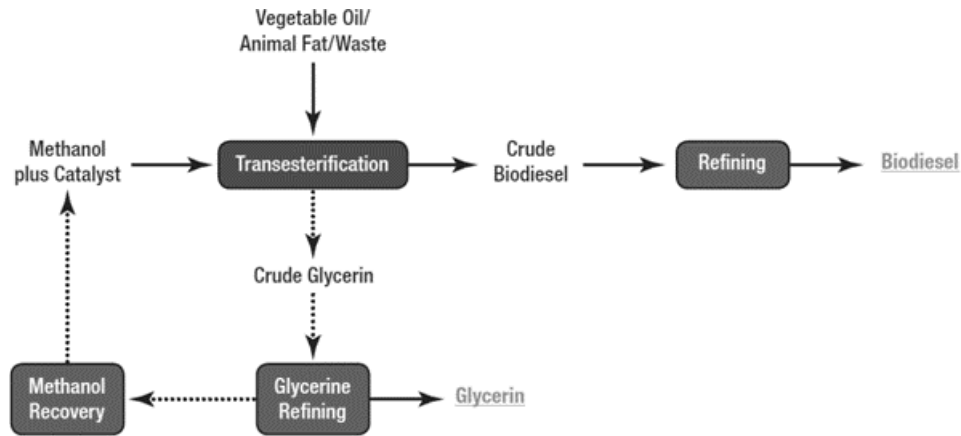 Vegetable Oil/
Animal Fat/Waste
Methanol
plus Catalyst
Transesterification
Crude
Biodiesel
Refining
Biodiesel
Crude Glycerin
Methanol
Recovery
Glycerine
Refining
Glycerin